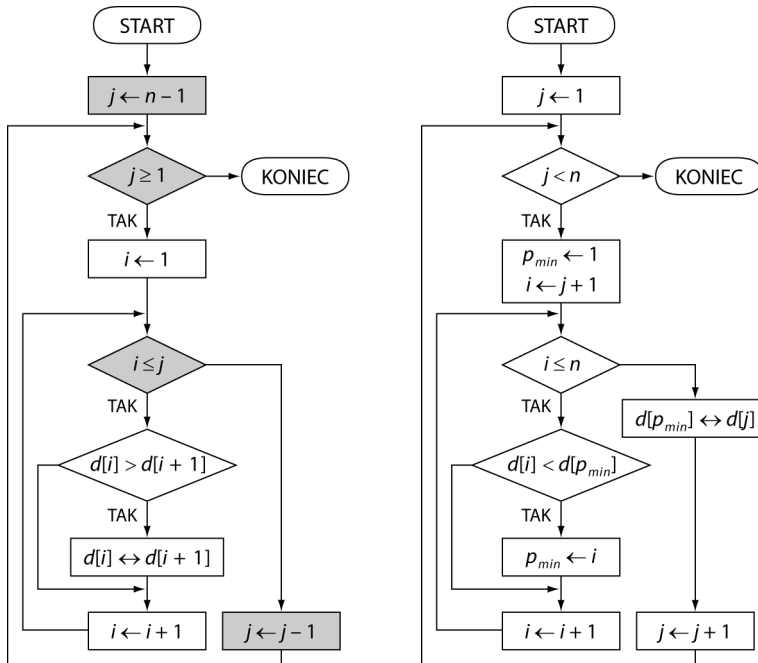 START
j ← n – 1
j ≥ 1
KONIEC
TAK
i ← 1
i ≤ j
TAK
d[i] > d[i + 1]
TAK
d[i] ↔ d[i + 1]
i ← i + 1
j ← j – 1
START
j ← 1
j < n
KONIEC
TAK
pmin ← 1
i ← j + 1
i ≤ n
TAK
d[pmin] ↔ d[j]
d[i] < d[pmin]
TAK
pmin ← i
i ← i + 1
j ← j + 1